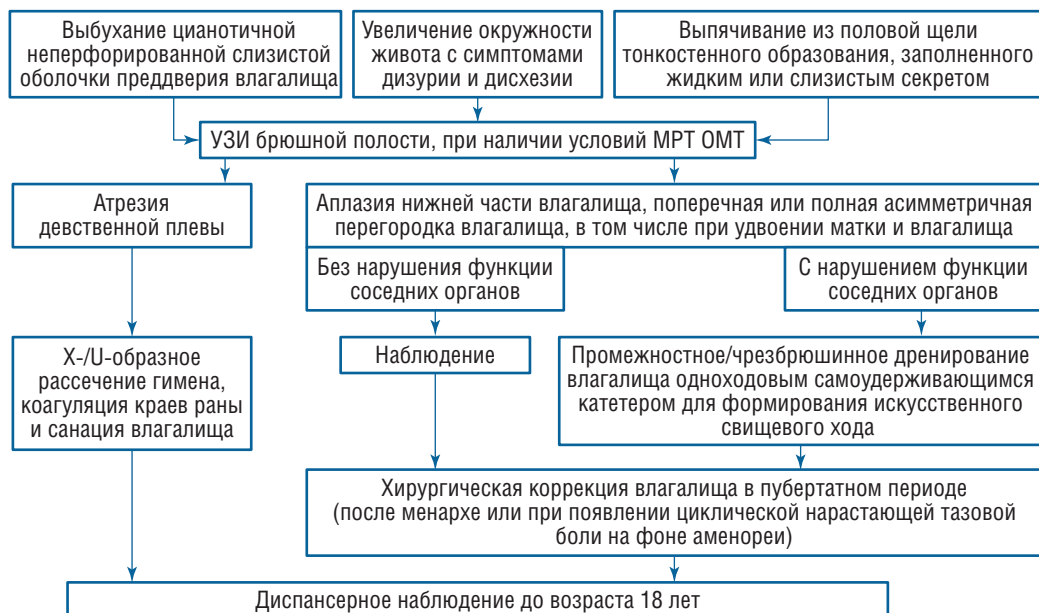 Выбухание цианотичной
неперфорированной слизистой
оболочки преддверия влагалища
Увеличение окружности
живота с симптомами
дизурии и дисхезии
Выпячивание из половой щели
тонкостенного образования, заполненного
жидким или слизистым секретом
УЗИ брюшной полости, при наличии условий МРТ ОМТ
Атрезия
девственной плевы
Аплазия нижней части влагалища, поперечная или полная асимметричная
перегородка влагалища, в том числе при удвоении матки и влагалища
Без нарушения функции
соседних органов
С нарушением функции
соседних органов
X-/U-образное
рассечение гимена,
коагуляция краев раны
и санация влагалища
Наблюдение
Промежностное/чрезбрюшинное дренирование
влагалища одноходовым самоудерживающимся
катетером для формирования искусственного
свищевого хода
Хирургическая коррекция влагалища в пубертатном периоде
(после менархе или при появлении циклической нарастающей тазовой
боли на фоне аменореи)
Диспансерное наблюдение до возраста 18 лет